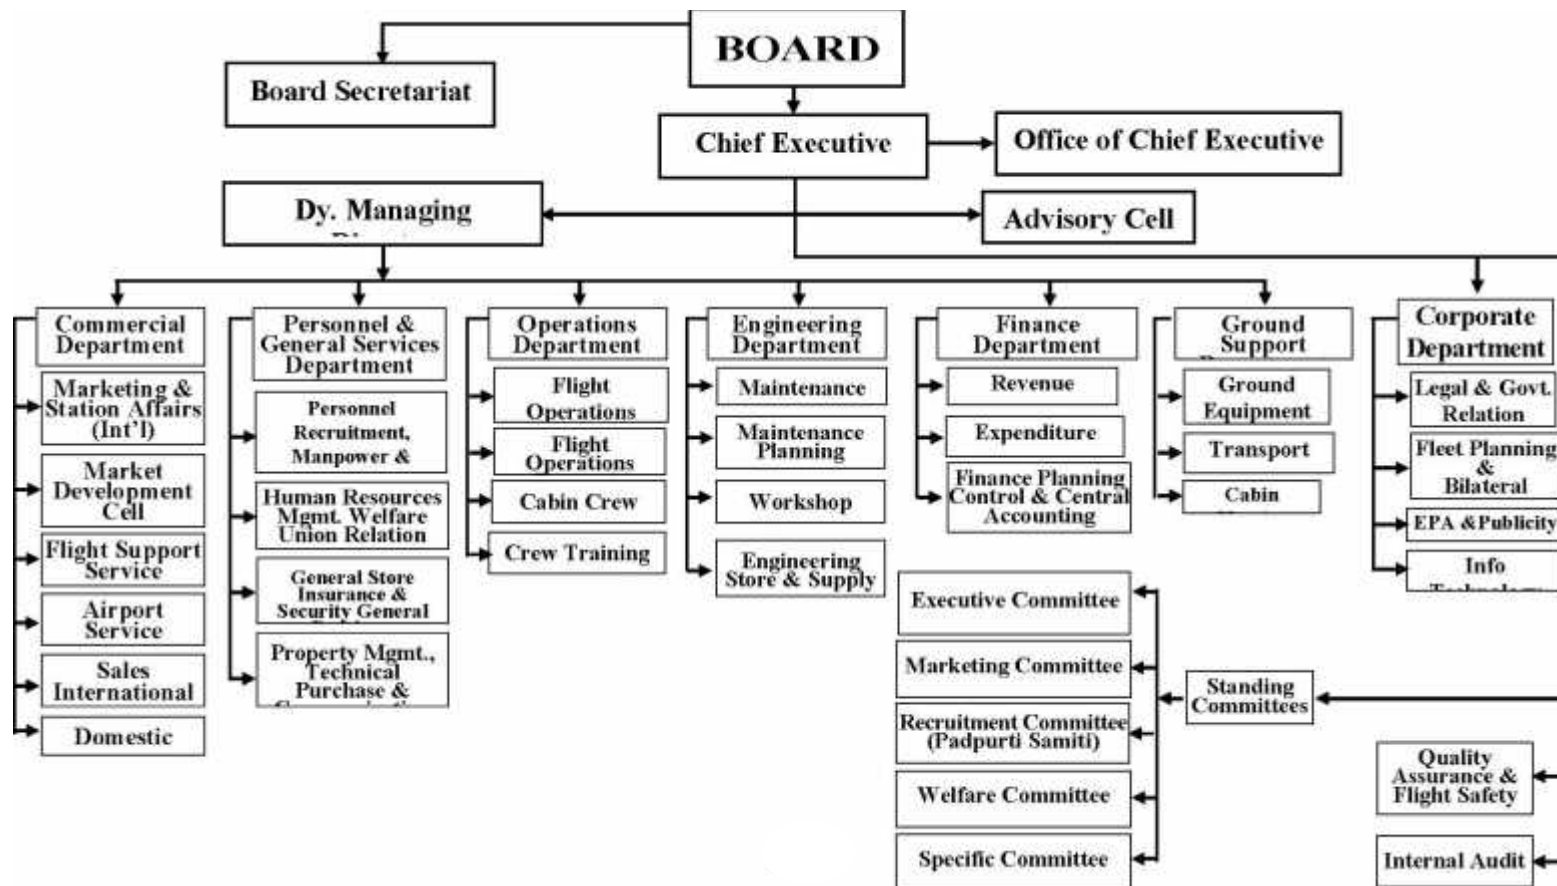 BOARD
Board Secretariat
Chief Executive
Office of Chief Executive
Dy. Managing
Advisory Cell
Commercial
Department
Marketing &
Station Affairs
(Int'l)
Market
Development
Cell
Flight Support
Service
Airport
Service
Sales
International
Domestic
Personnel &
General Services
Department
Personnel
Recruitment,
Manpower &
Human Resources
Mgmt. Welfare
Union Relation
General Store
Insurance &
Security General
Property Mgmt.,
Technical
Purchase &
Operations
Department
Flight
Operations
Flight
Operations
Cabin Crew
Crew Training
Engineering
Department
Maintenance
Maintenance
Planning
Workshop
Engineering
Store & Supply
Finance
Department
Revenue
Expenditure
Finance Planning
Control & Central
Accounting
Ground
Support
Ground
Equipment
Transport
Cabin
Corporate
Department
Legal & Govt.
Relation
Fleet Planning
&
Bilateral
EPA &Publicity
Info
Technology
Standing
Committees
Executive Committee
Marketing Committee
Recruitment Committee
(Padpurti Samiti)
Welfare Committee
Specific Committee
Quality
Assurance &
Flight Safety
Internal Audit